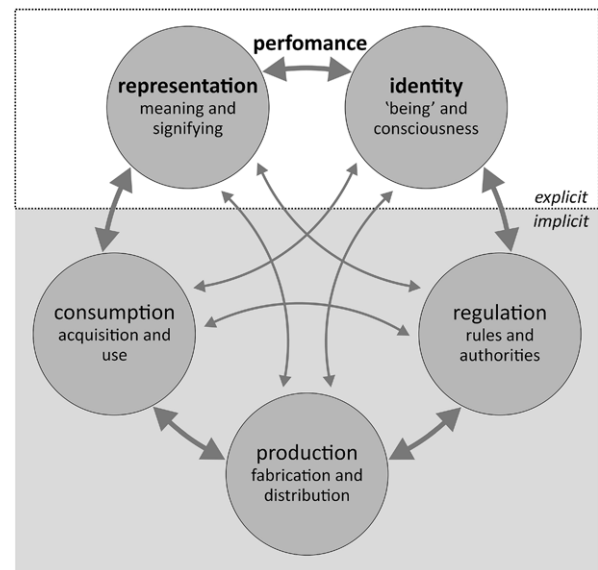 perfomance
representation
meaning and
signifying
identity
‘being’ and
consciousness
explicit
implicit
consumption
acquisition and
use
regulation
rules and
authorities
production
fabrication and
distribution